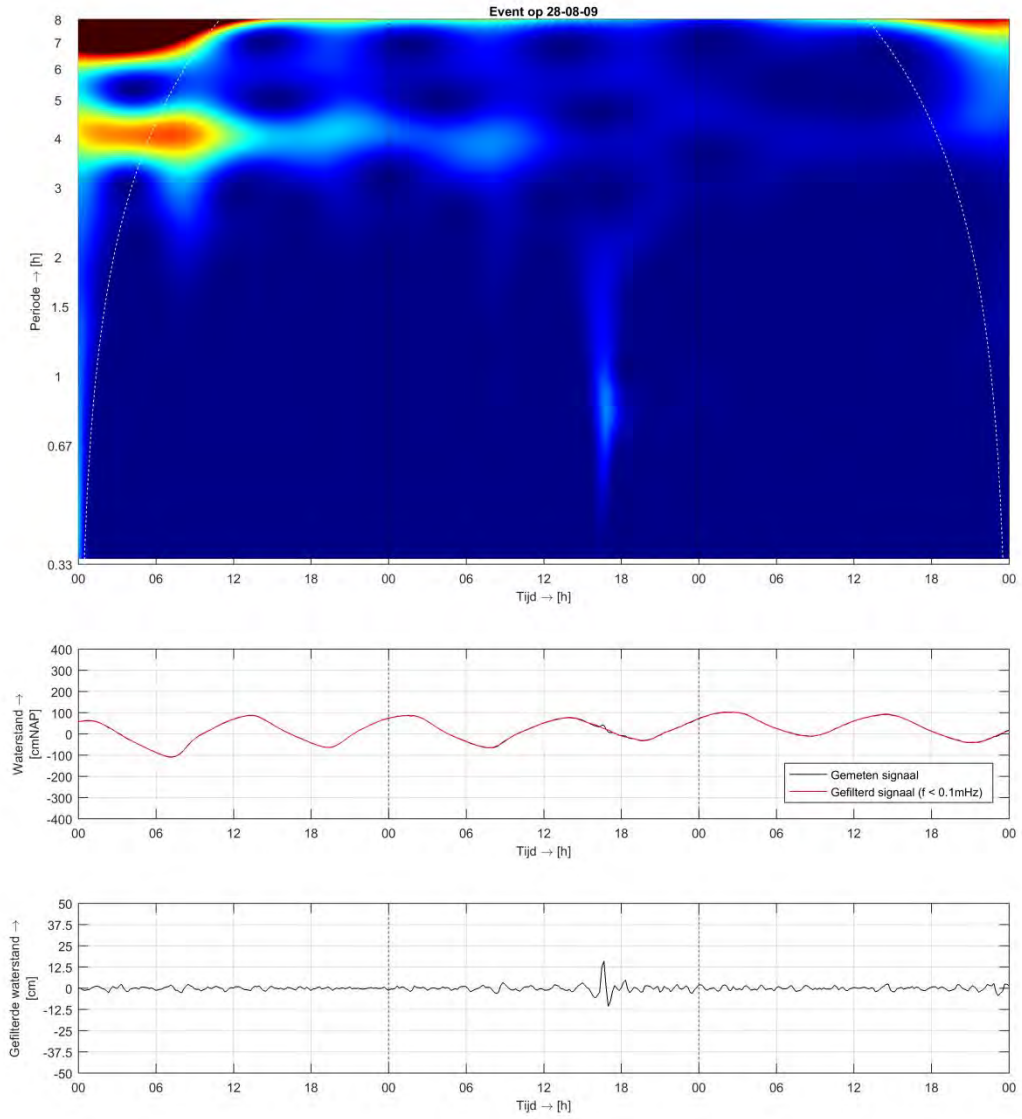 Event op 28-08-09
Periode → [h]
8
7
6
5
4
3
2
1.5
1
0.67
0.33
00 06 12 18 00 06 12 18 00 06 12 18 00
Tijd → [h]
Waterstand →
[cmNAP]
400
300
200
100
0
-100
-200
-300
-400
Gemeten signaal
Gefilterd signaal (f < 0.1mHz)
00 06 12 18 00 06 12 18 00 06 12 18 00
Tijd → [h]
Gefilterde waterstand →
[cm]
50
37.5
25
12.5
0
-12.5
-25
-37.5
-50
00 06 12 18 00 06 12 18 00 06 12 18 00
Tijd → [h]